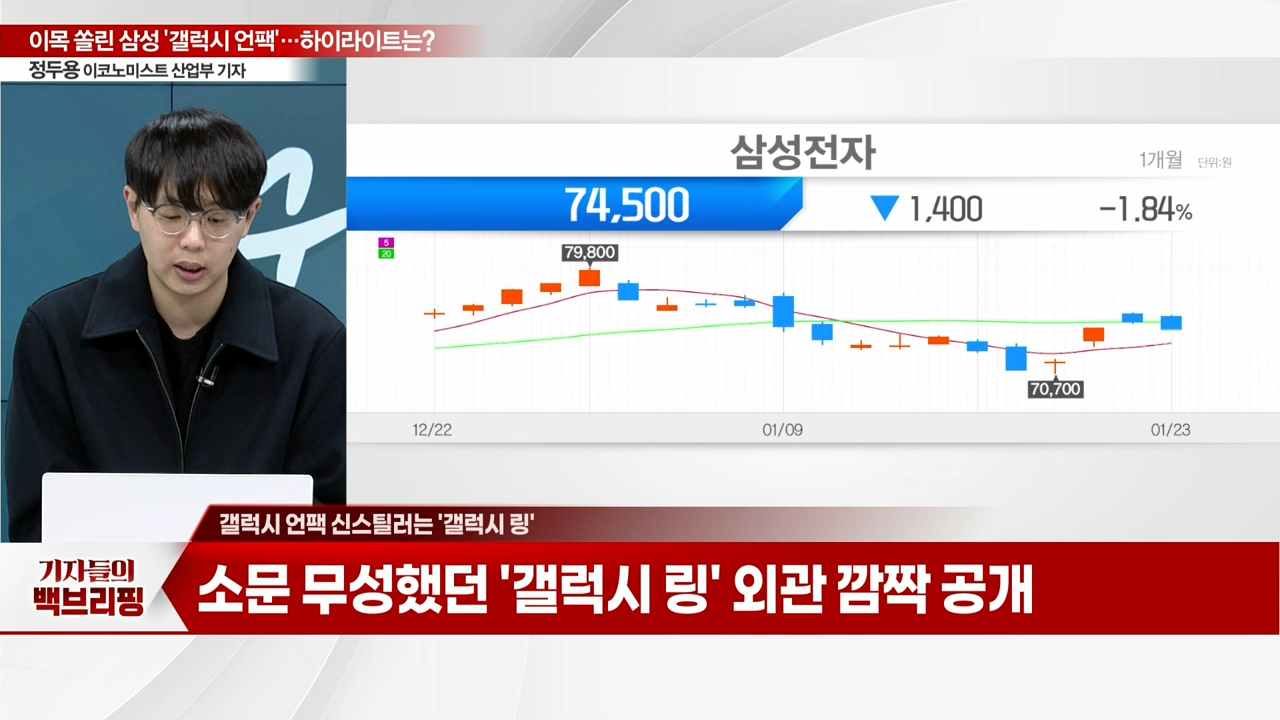 이목 쏠린 삼성 '갤럭시 언팩'…하이라이트는?
정두용 이코노미스트 산업부 기자
삼성전자
1개월 단위:원
74,500 ▼ 1,400 -1.84%
5
20
79,800
70,700
12/22 01/09 01/23
갤럭시 언팩 신스틸러는 '갤럭시 링'
기자들의
백브리핑
소문 무성했던 '갤럭시 링' 외관 깜짝 공개